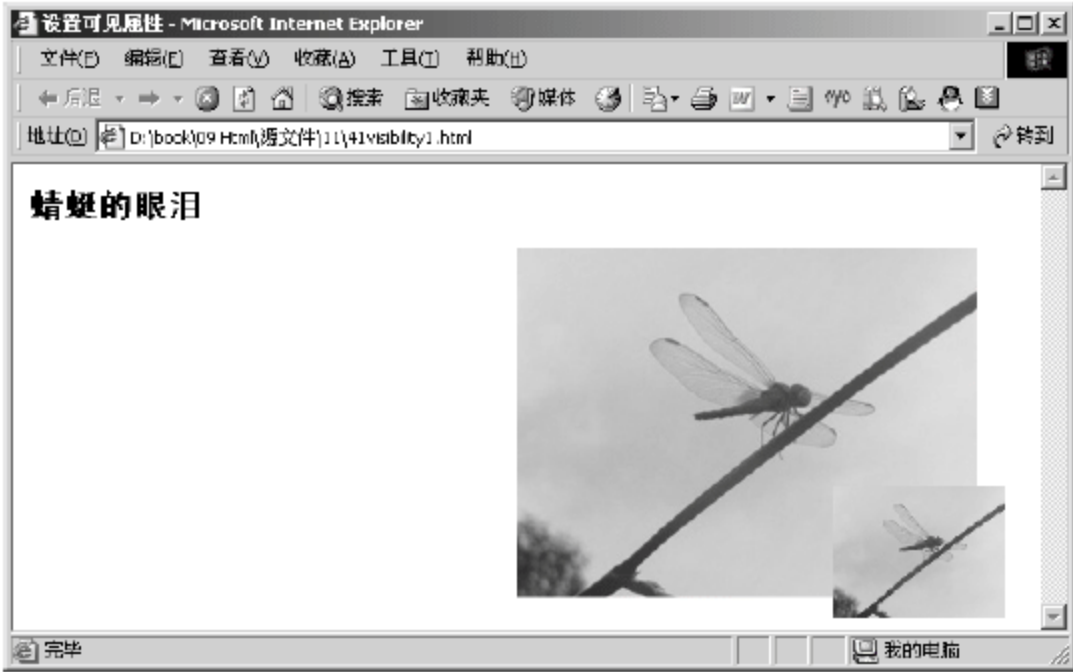 设置可见属性 - Microsoft Internet Explorer
文件(F) 编辑(E) 查看(V) 收藏(A) 工具(T) 帮助(H)
后退 搜索 收藏夹 媒体
地址(D) D:\book\09 Html\源文件\11\41visibility1.html 转到
蜻蜓的眼泪
完毕 我的电脑